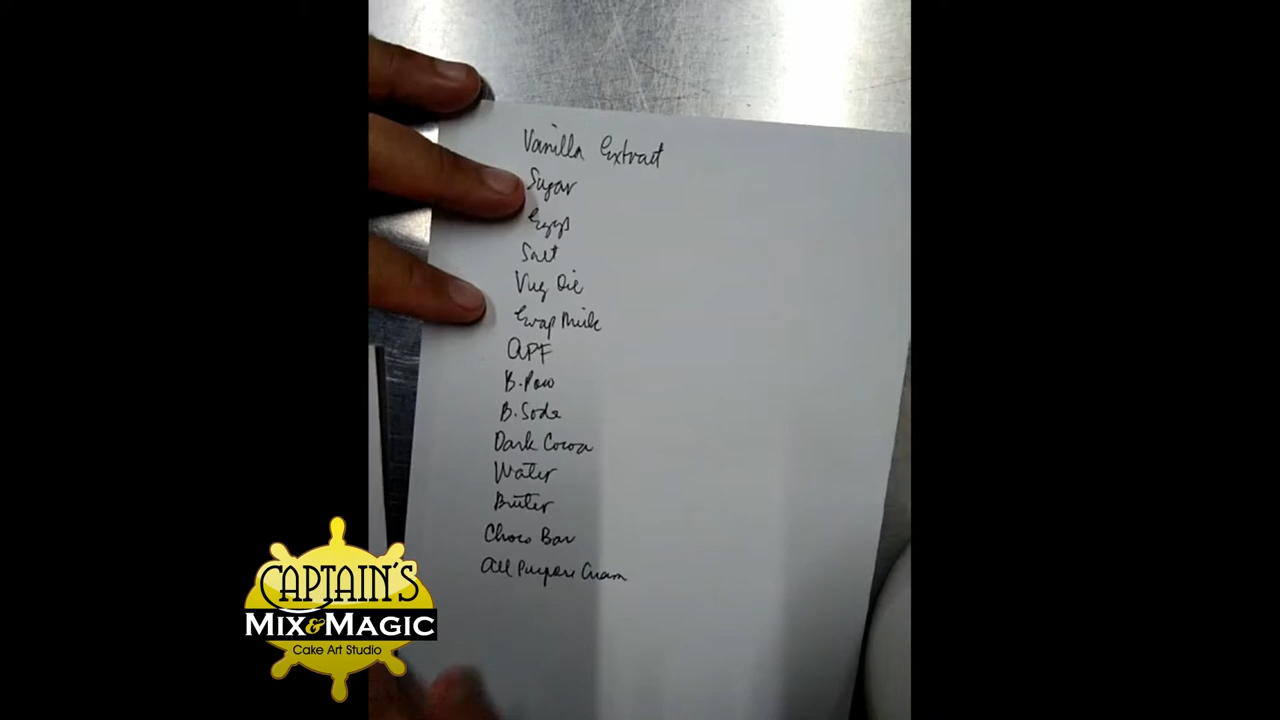 Vanilla Extract
Sugar
Eggs
Salt
Veg Oil
Evap Milk
APF
B. Pow
B. Soda
Dark Cocoa
Water
Butter
Choco Bar
All Purpose Cream
CAPTAIN'S
MIX & MAGIC
Cake Art Studio